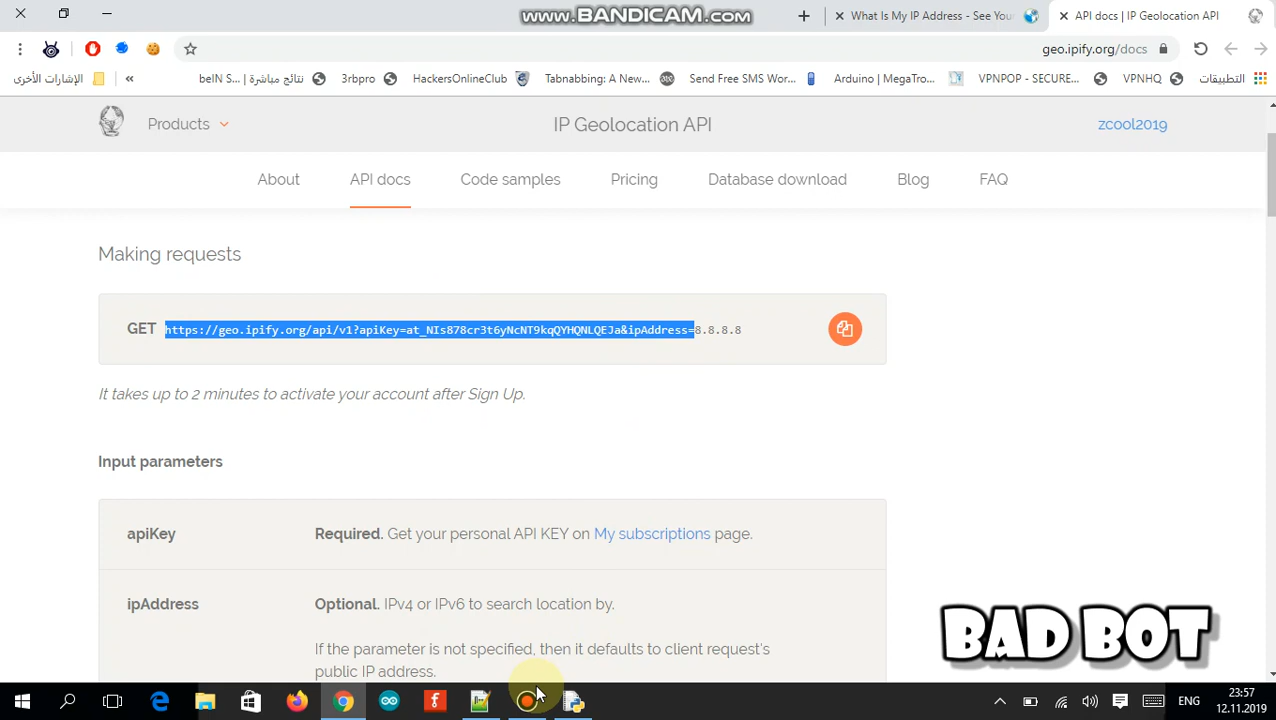 www.BANDICAM.com
What Is My IP Address - See Your
API docs | IP Geolocation API
geo.ipify.org/docs
الإشارات الأخرى
»
beIN S...
نتائج مباشرة |...
3rbpro
HackersOnlineClub
Tabnabbing: A New...
Send Free SMS Wor...
Arduino | MegaTro...
VPNPOP - SECURE...
VPNHQ
التطبيقات
Products
IP Geolocation API
zcool2019
About
API docs
Code samples
Pricing
Database download
Blog
FAQ
Making requests
GET https://geo.ipify.org/api/v1?apiKey=at_NIs878cr3t6yNcNT9kqQYHQNLQEJa&ipAddress=8.8.8.8
It takes up to 2 minutes to activate your account after Sign Up.
Input parameters
apiKey
Required. Get your personal API KEY on My subscriptions page.
ipAddress
Optional. IPv4 or IPv6 to search location by.
If the parameter is not specified, then it defaults to client request's
public IP address.
BAD BOT
ENG
23:57
12.11.2019